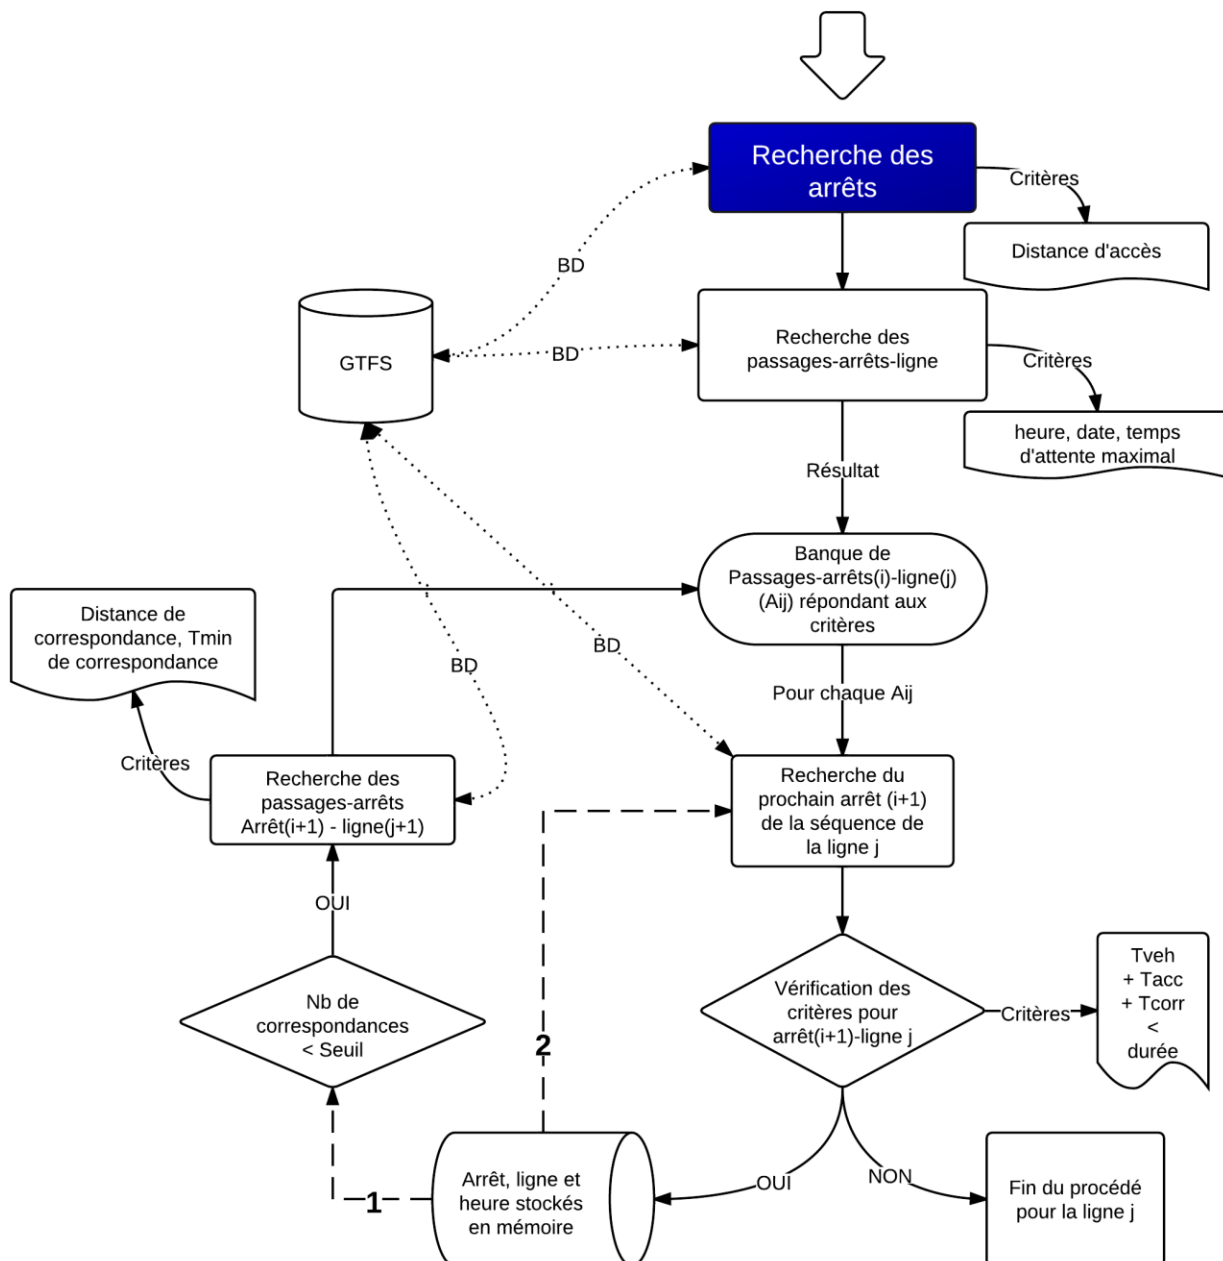 Recherche des
arrêts
Critères
Distance d'accès
BD
GTFS
BD
Recherche des
passages-arrêts-ligne
Critères
heure, date, temps
d'attente maximal
Résultat
Banque de
Passages-arrêts(i)-ligne(j)
(Aij) répondant aux
critères
Distance de
correspondance, Tmin
de correspondance
BD
BD
Pour chaque Aij
Critères
Recherche des
passages-arrêts
Arrêt(i+1) - ligne(j+1)
Recherche du
prochain arrêt (i+1)
de la séquence de
la ligne j
OUI
Nb de
correspondances
< Seuil
2
Vérification des
critères pour
arrêt(i+1)-ligne j
Critères
Tveh
+ Tacc
+ Tcorr
<
durée
1
Arrêt, ligne et
heure stockés
en mémoire
OUI
NON
Fin du procédé
pour la ligne j